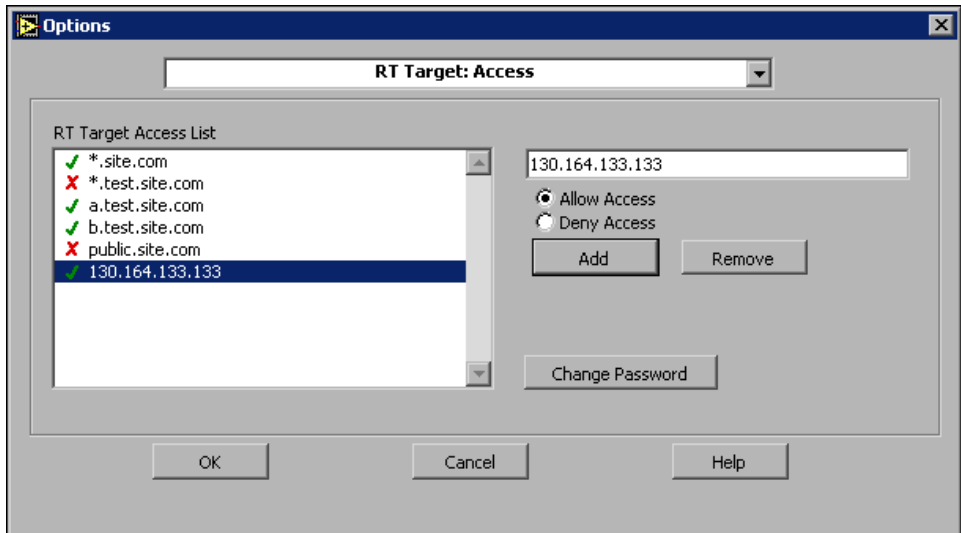 Options
RT Target: Access
RT Target Access List
*.site.com
*.test.site.com
a.test.site.com
b.test.site.com
public.site.com
130.164.133.133
130.164.133.133
Allow Access
Deny Access
Add Remove
Change Password
OK Cancel Help